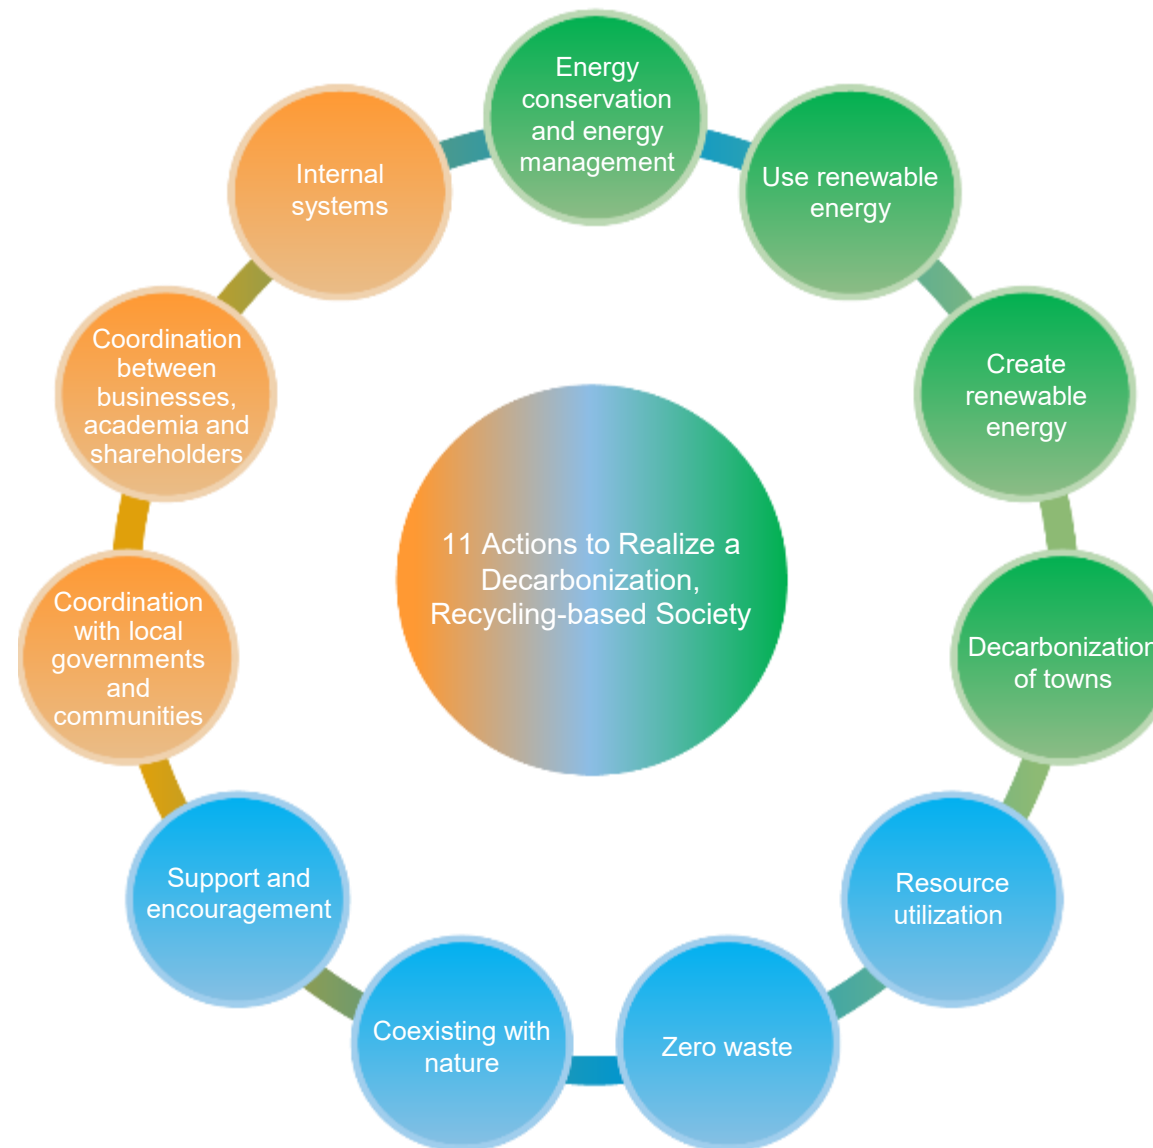 Energy
conservation
and energy
management
Use renewable
energy
Create
renewable
energy
Decarbonization
of towns
Resource
utilization
Zero waste
Coexisting with
nature
Support and
encouragement
Coordination
with local
governments
and
communities
Coordination
between
businesses,
academia and
shareholders
Internal
systems
11 Actions to Realize a
Decarbonization,
Recycling-based Society